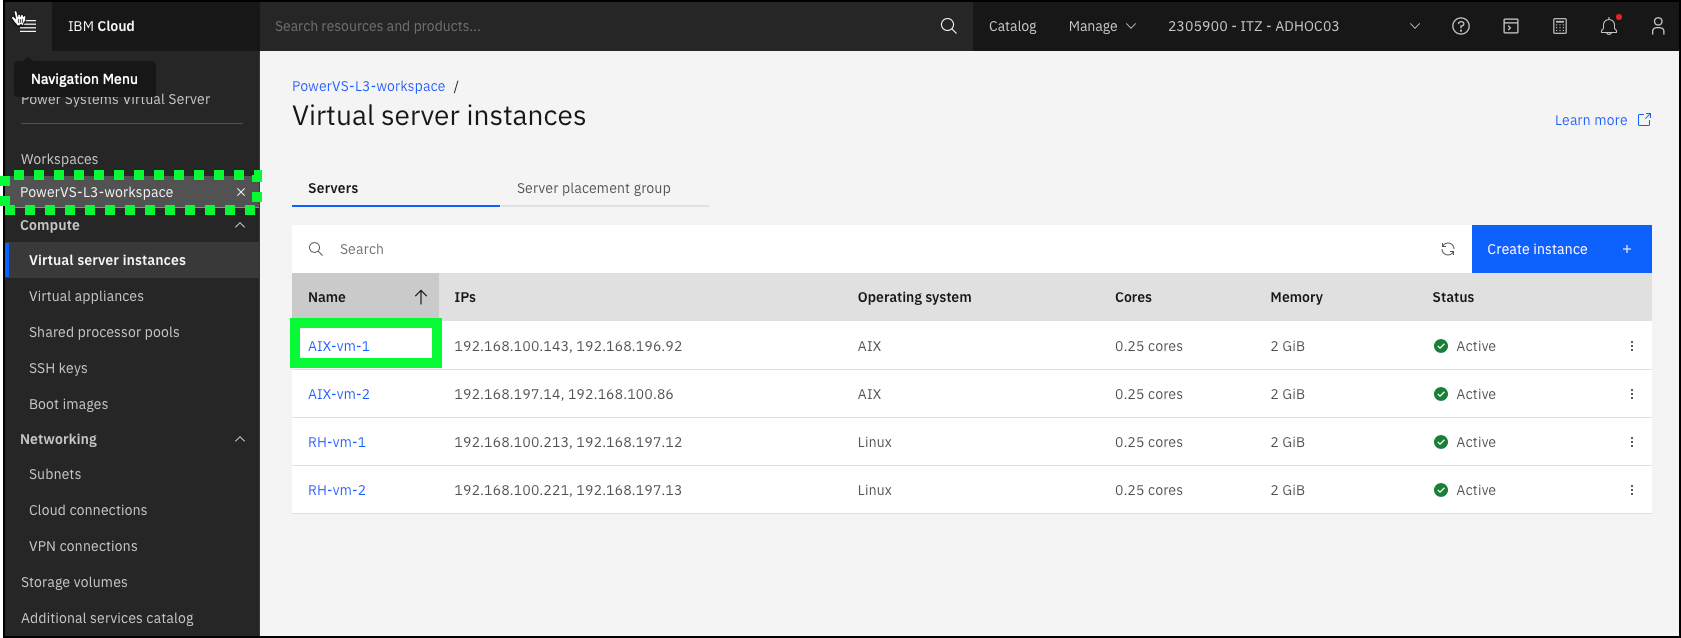 IBM Cloud
Search resources and products...
Catalog
Manage
2305900 - ITZ - ADHOC03
Navigation Menu
Power Systems Virtual Server
Workspaces
PowerVS-L3-workspace
Compute
Virtual server instances
Virtual appliances
Shared processor pools
SSH keys
Boot images
Networking
Subnets
Cloud connections
VPN connections
Storage volumes
Additional services catalog
PowerVS-L3-workspace /
Virtual server instances
Learn more
Servers
Server placement group
Search
Create instance +
Name IPs Operating system Cores Memory Status
AIX-vm-1 192.168.100.143, 192.168.196.92 AIX 0.25 cores 2 GiB Active
AIX-vm-2 192.168.197.14, 192.168.100.86 AIX 0.25 cores 2 GiB Active
RH-vm-1 192.168.100.213, 192.168.197.12 Linux 0.25 cores 2 GiB Active
RH-vm-2 192.168.100.221, 192.168.197.13 Linux 0.25 cores 2 GiB Active